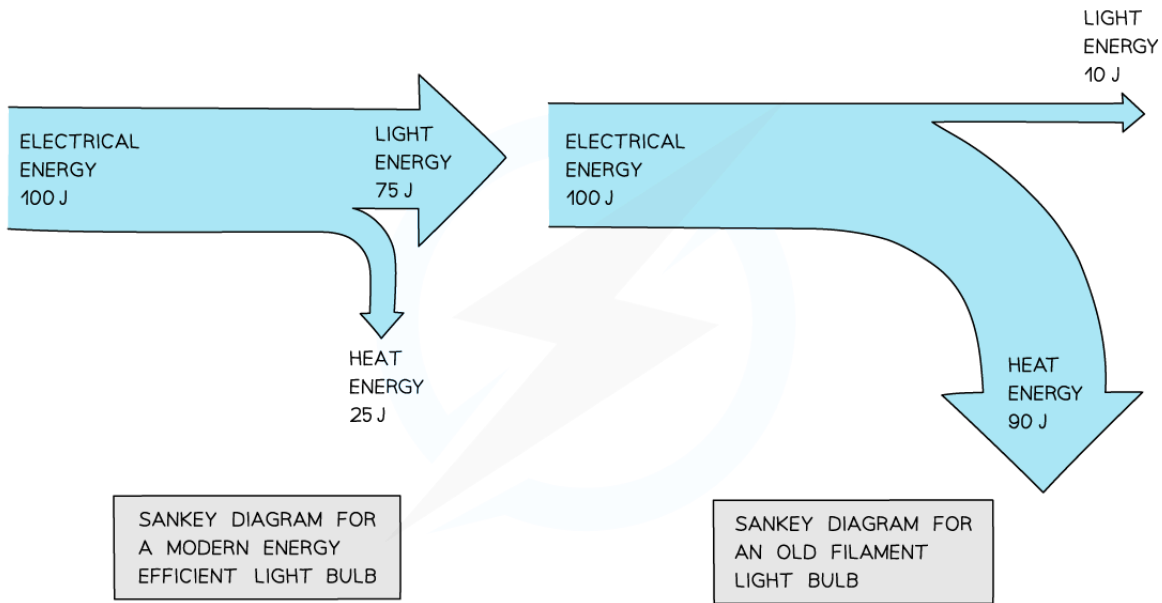 ELECTRICAL
ENERGY
100 J
LIGHT
ENERGY
75 J
HEAT
ENERGY
25 J
SANKEY DIAGRAM FOR
A MODERN ENERGY
EFFICIENT LIGHT BULB
ELECTRICAL
ENERGY
100 J
LIGHT
ENERGY
10 J
HEAT
ENERGY
90 J
SANKEY DIAGRAM FOR
AN OLD FILAMENT
LIGHT BULB